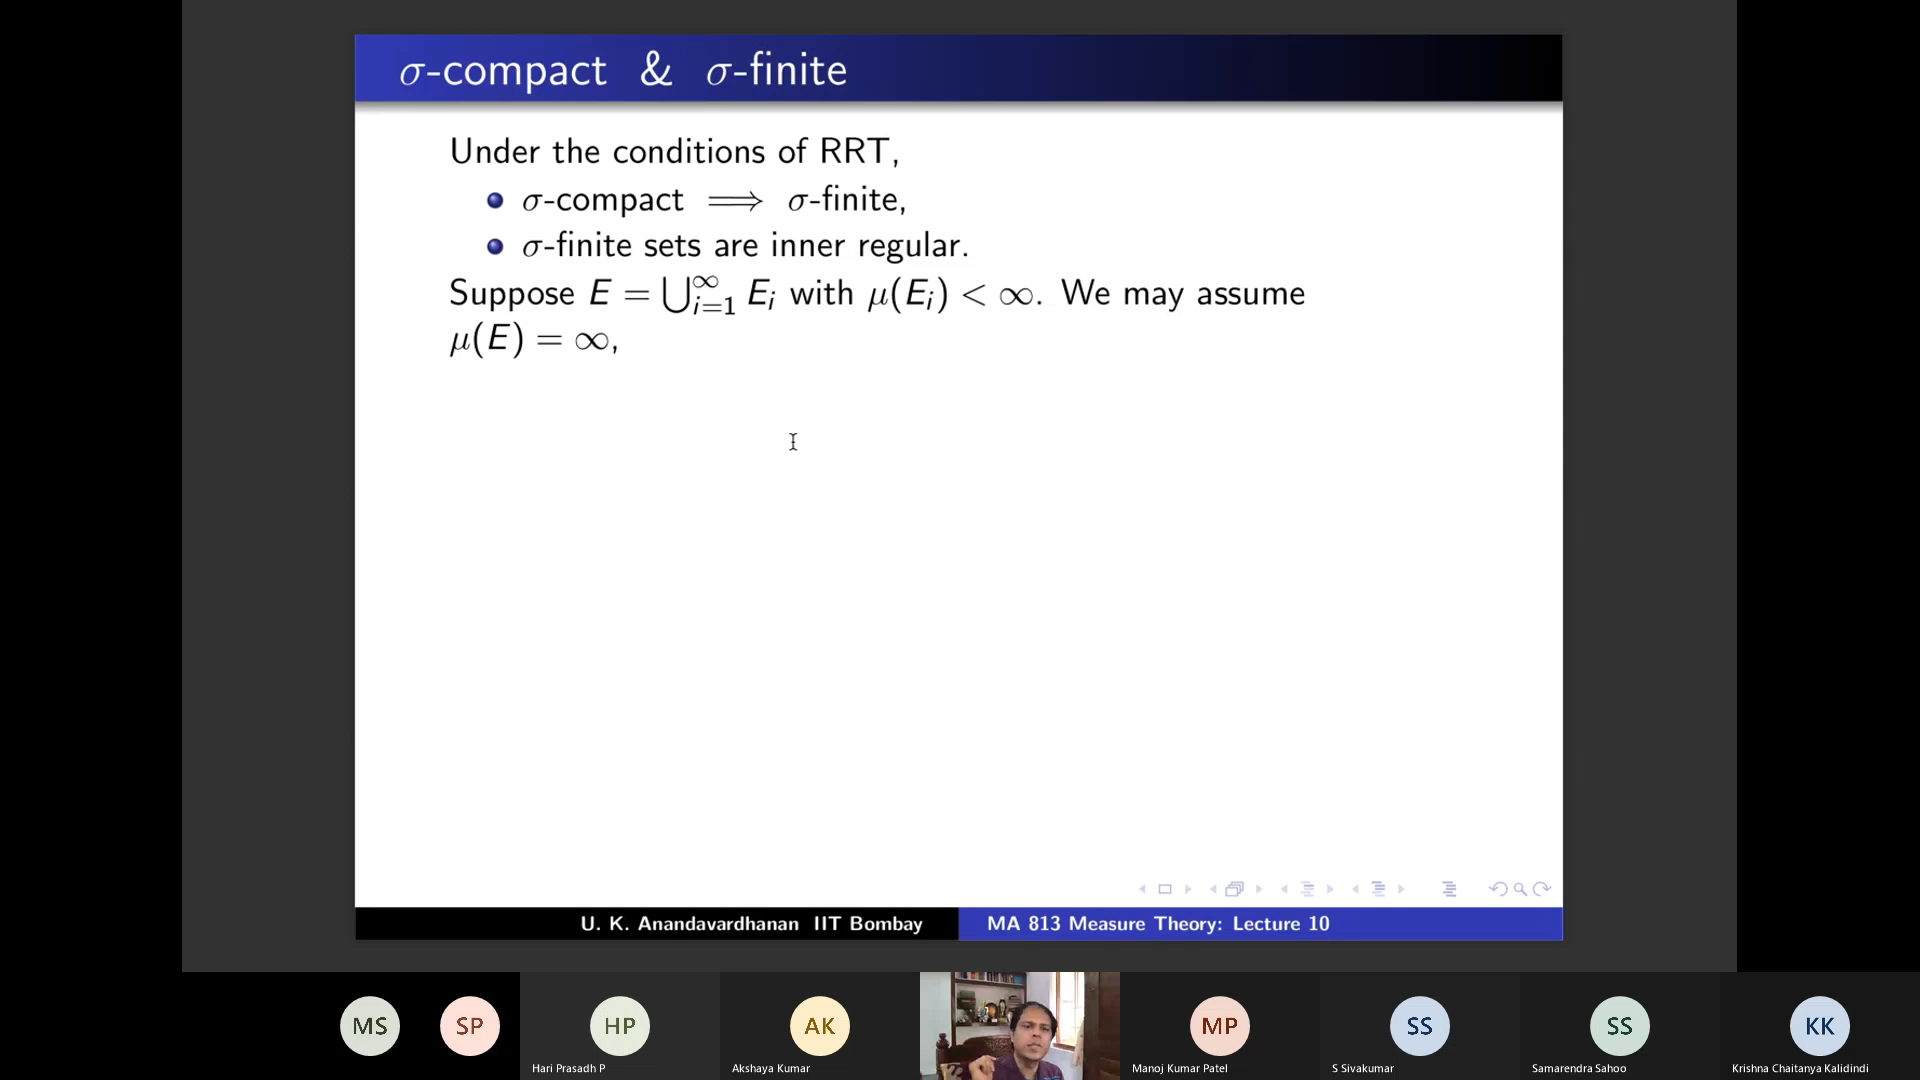 σ-compact & σ-finite
Under the conditions of RRT,
σ-compact ⟹ σ-finite,
σ-finite sets are inner regular.
Suppose E = ⋃_{i=1}^{∞} E_i with μ(E_i) < ∞. We may assume
μ(E) = ∞,
U. K. Anandavardhanan IIT Bombay
MA 813 Measure Theory: Lecture 10
MS
SP
HP
AK
MP
SS
SS
KK
Hari Prasadh P
Akshaya Kumar
Manoj Kumar Patel
S Sivakumar
Samarendra Sahoo
Krishna Chaitanya Kalidindi